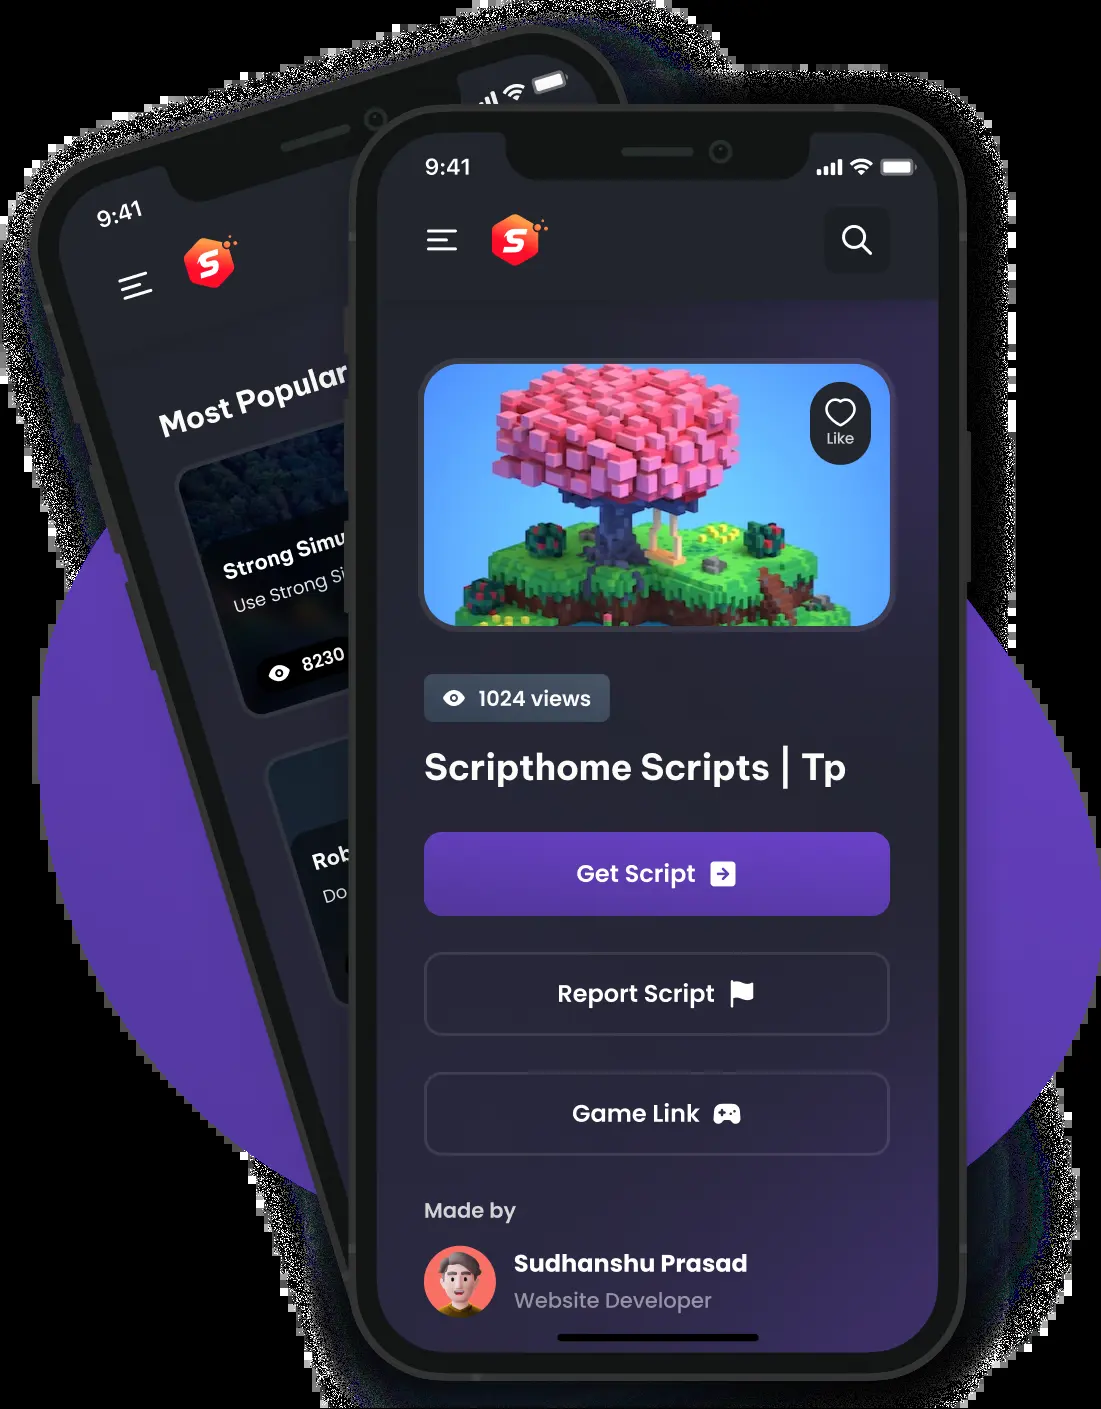 9:41
Most Popular
Strong Simu
Use Strong Si
8230
Rob
Do
9:41
S
Like
1024 views
Scripthome Scripts | Tp
Get Script
Report Script
Game Link
Made by
Sudhanshu Prasad
Website Developer